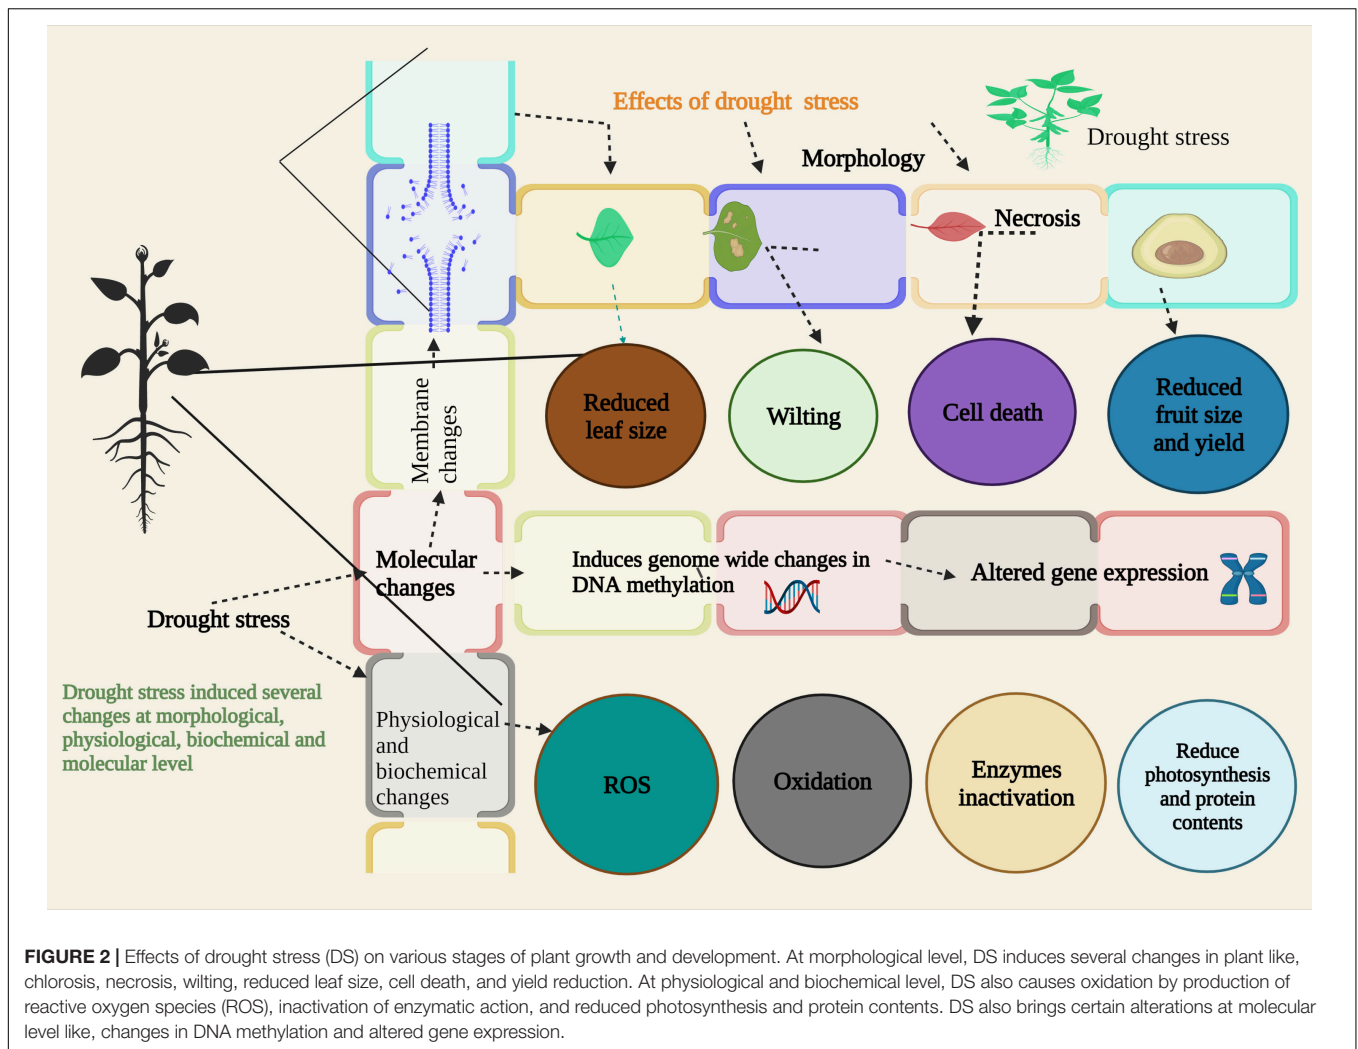 Effects of drought stress
Drought stress
Morphology
Necrosis
Reduced
leaf size
Wilting
Cell death
Reduced
fruit size
and yield
Membrane
changes
Molecular
changes
Induces genome wide changes in
DNA methylation
Altered gene expression
Drought stress
Drought stress induced several
changes at morphological,
physiological, biochemical and
molecular level
Physiological
and
biochemical
changes
ROS
Oxidation
Enzymes
inactivation
Reduce
photosynthesis
and protein
contents
FIGURE 2 | Effects of drought stress (DS) on various stages of plant growth and development. At morphological level, DS induces several changes in plant like,
chlorosis, necrosis, wilting, reduced leaf size, cell death, and yield reduction. At physiological and biochemical level, DS also causes oxidation by production of
reactive oxygen species (ROS), inactivation of enzymatic action, and reduced photosynthesis and protein contents. DS also brings certain alterations at molecular
level like, changes in DNA methylation and altered gene expression.